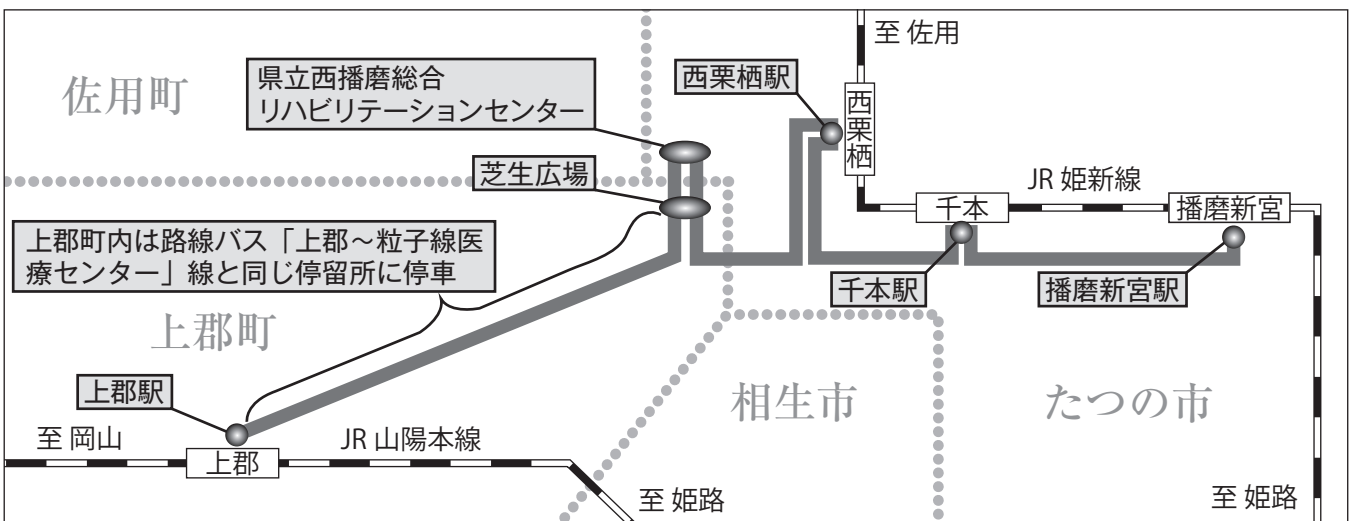 至 佐用
佐用町
県立西播磨総合
リハビリテーションセンター
西栗栖駅
西栗栖
芝生広場
JR 姫新線
千本
播磨新宮
上郡町内は路線バス「上郡～粒子線医
療センター」線と同じ停留所に停車
千本駅
播磨新宮駅
上郡町
上郡駅
相生市
たつの市
至 岡山
JR 山陽本線
上郡
至 姫路
至 姫路